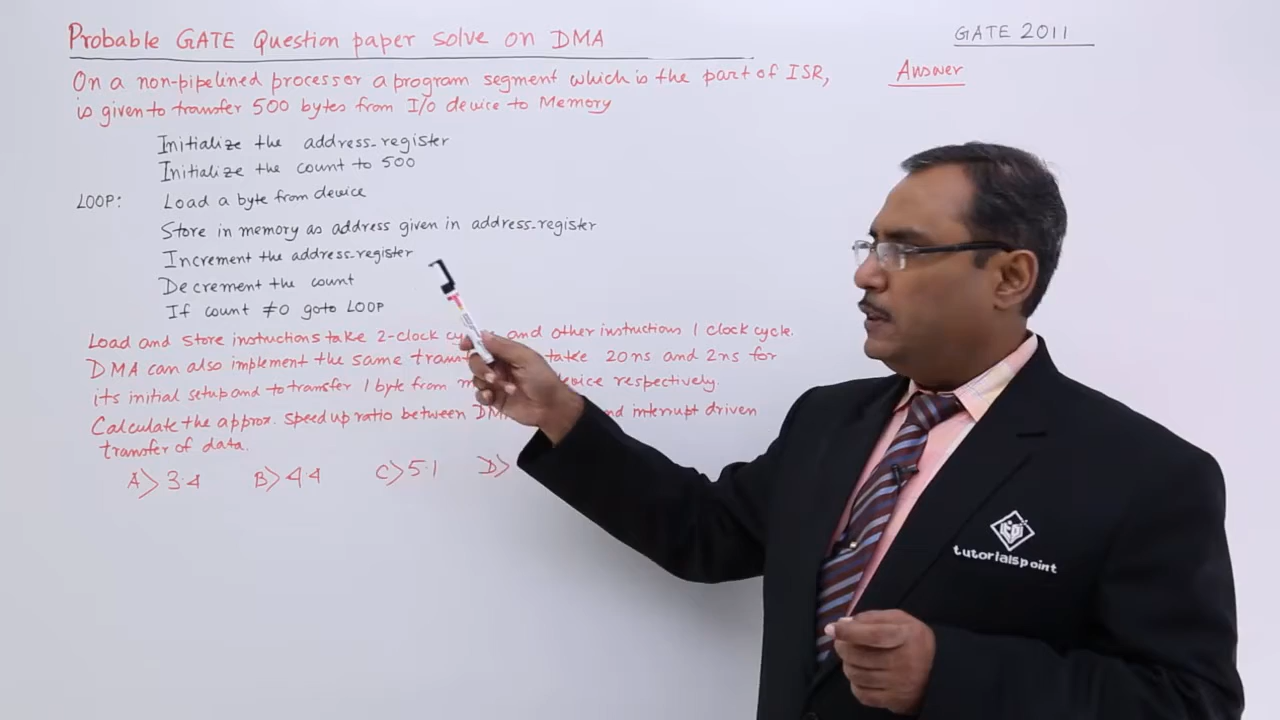 Probable GATE Question paper solve on DMA
GATE 2011
On a non-pipelined processor a program segment which is the part of ISR,
is given to transfer 500 bytes from I/O device to Memory
Answer
Initialize the address-register
Initialize the count to 500
LOOP: Load a byte from device
Store in memory as address given in address-register
Increment the address-register
Decrement the count
If count ≠0 goto LOOP
Load and store instructions take 2-clock and other instructions 1 clock cycle.
DMA can also implement the same take 20ns and 2ns for
its initial setup and to transfer 1 byte from device respectively.
Calculate the approx. speed up ratio between and interrupt driven
transfer of data.
A> 3.4 B> 4.4 C> 5.1 D>
tutorialspoint